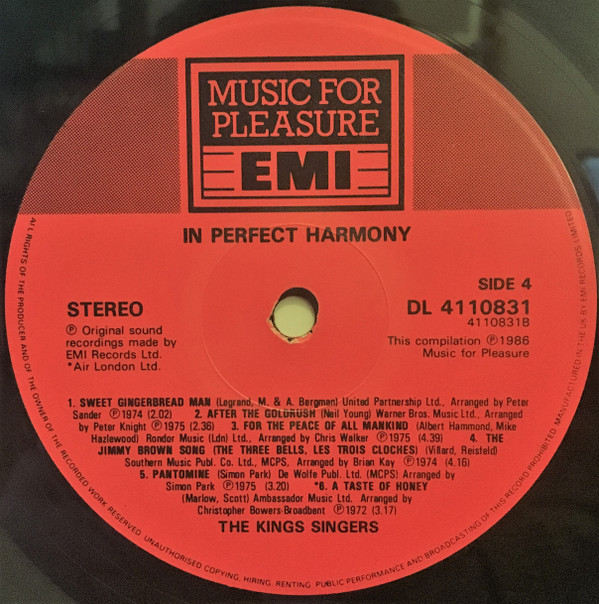 MUSIC FOR
PLEASURE
EMI
IN PERFECT HARMONY
STEREO
Ⓟ Original sound
recordings made by
EMI Records Ltd.
*Air London Ltd.
SIDE 4
DL 4110831
4110831B
This compilation Ⓟ1986
Music for Pleasure
1. SWEET GINGERBREAD MAN (Legrand, M. & A. Bergman) United Partnership Ltd., Arranged by Peter
Sander Ⓟ1974 (2.02) 2. AFTER THE GOLDRUSH (Neil Young) Warner Bros. Music Ltd., Arranged
by Peter Knight Ⓟ1975 (2.36) 3. FOR THE PEACE OF ALL MANKIND (Albert Hammond, Mike
Hazlewood) Rondor Music (Ldn) Ltd., Arranged by Chris Walker Ⓟ1975 (4.39) 4. THE
JIMMY BROWN SONG (THE THREE BELLS, LES TROIS CLOCHES) (Villard, Reisfeld)
Southern Music Publ. Co. Ltd., MCPS, Arranged by Brian Kay Ⓟ1974 (4.16)
5. PANTOMINE (Simon Park) De Wolfe Publ. Ltd. (MCPS) Arranged by
Simon Park Ⓟ1975 (3.20) *6. A TASTE OF HONEY
(Marlow, Scott) Ambassador Music Ltd. Arranged by
Christopher Bowers-Broadbent Ⓟ1972 (3.17)
THE KINGS SINGERS
ALL RIGHTS OF THE PRODUCER AND OF THE OWNER OF THE RECORDED WORK RESERVED. UNAUTHORISED COPYING, HIRING, RENTING, PUBLIC PERFORMANCE AND BROADCASTING OF THIS RECORD PROHIBITED. MANUFACTURED IN THE UK BY EMI RECORDS LIMITED